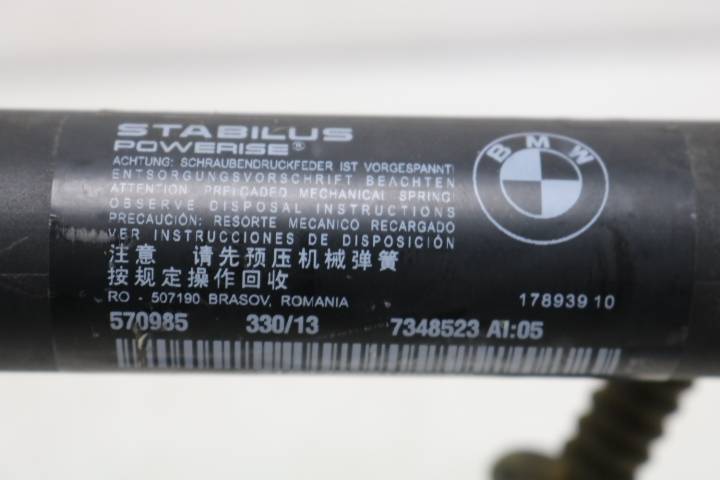 STABILUS
POWERISE®
BMW
ACHTUNG: SCHRAUBENDRUCKFEDER IST VORGESPANNT!
ENTSORGUNGSVORSCHRIFT BEACHTEN
ATTENTION: PRELOADED MECHANICAL SPRING!
OBSERVE DISPOSAL INSTRUCTIONS
PRECAUCIÓN: RESORTE MECANICO RECARGADO
VER INSTRUCCIONES DE DISPOSICIÓN
注意 请先预压机械弹簧
按规定操作回收
RO - 507190 BRASOV, ROMANIA
17893910
570985 330/13 7348523 AI:05